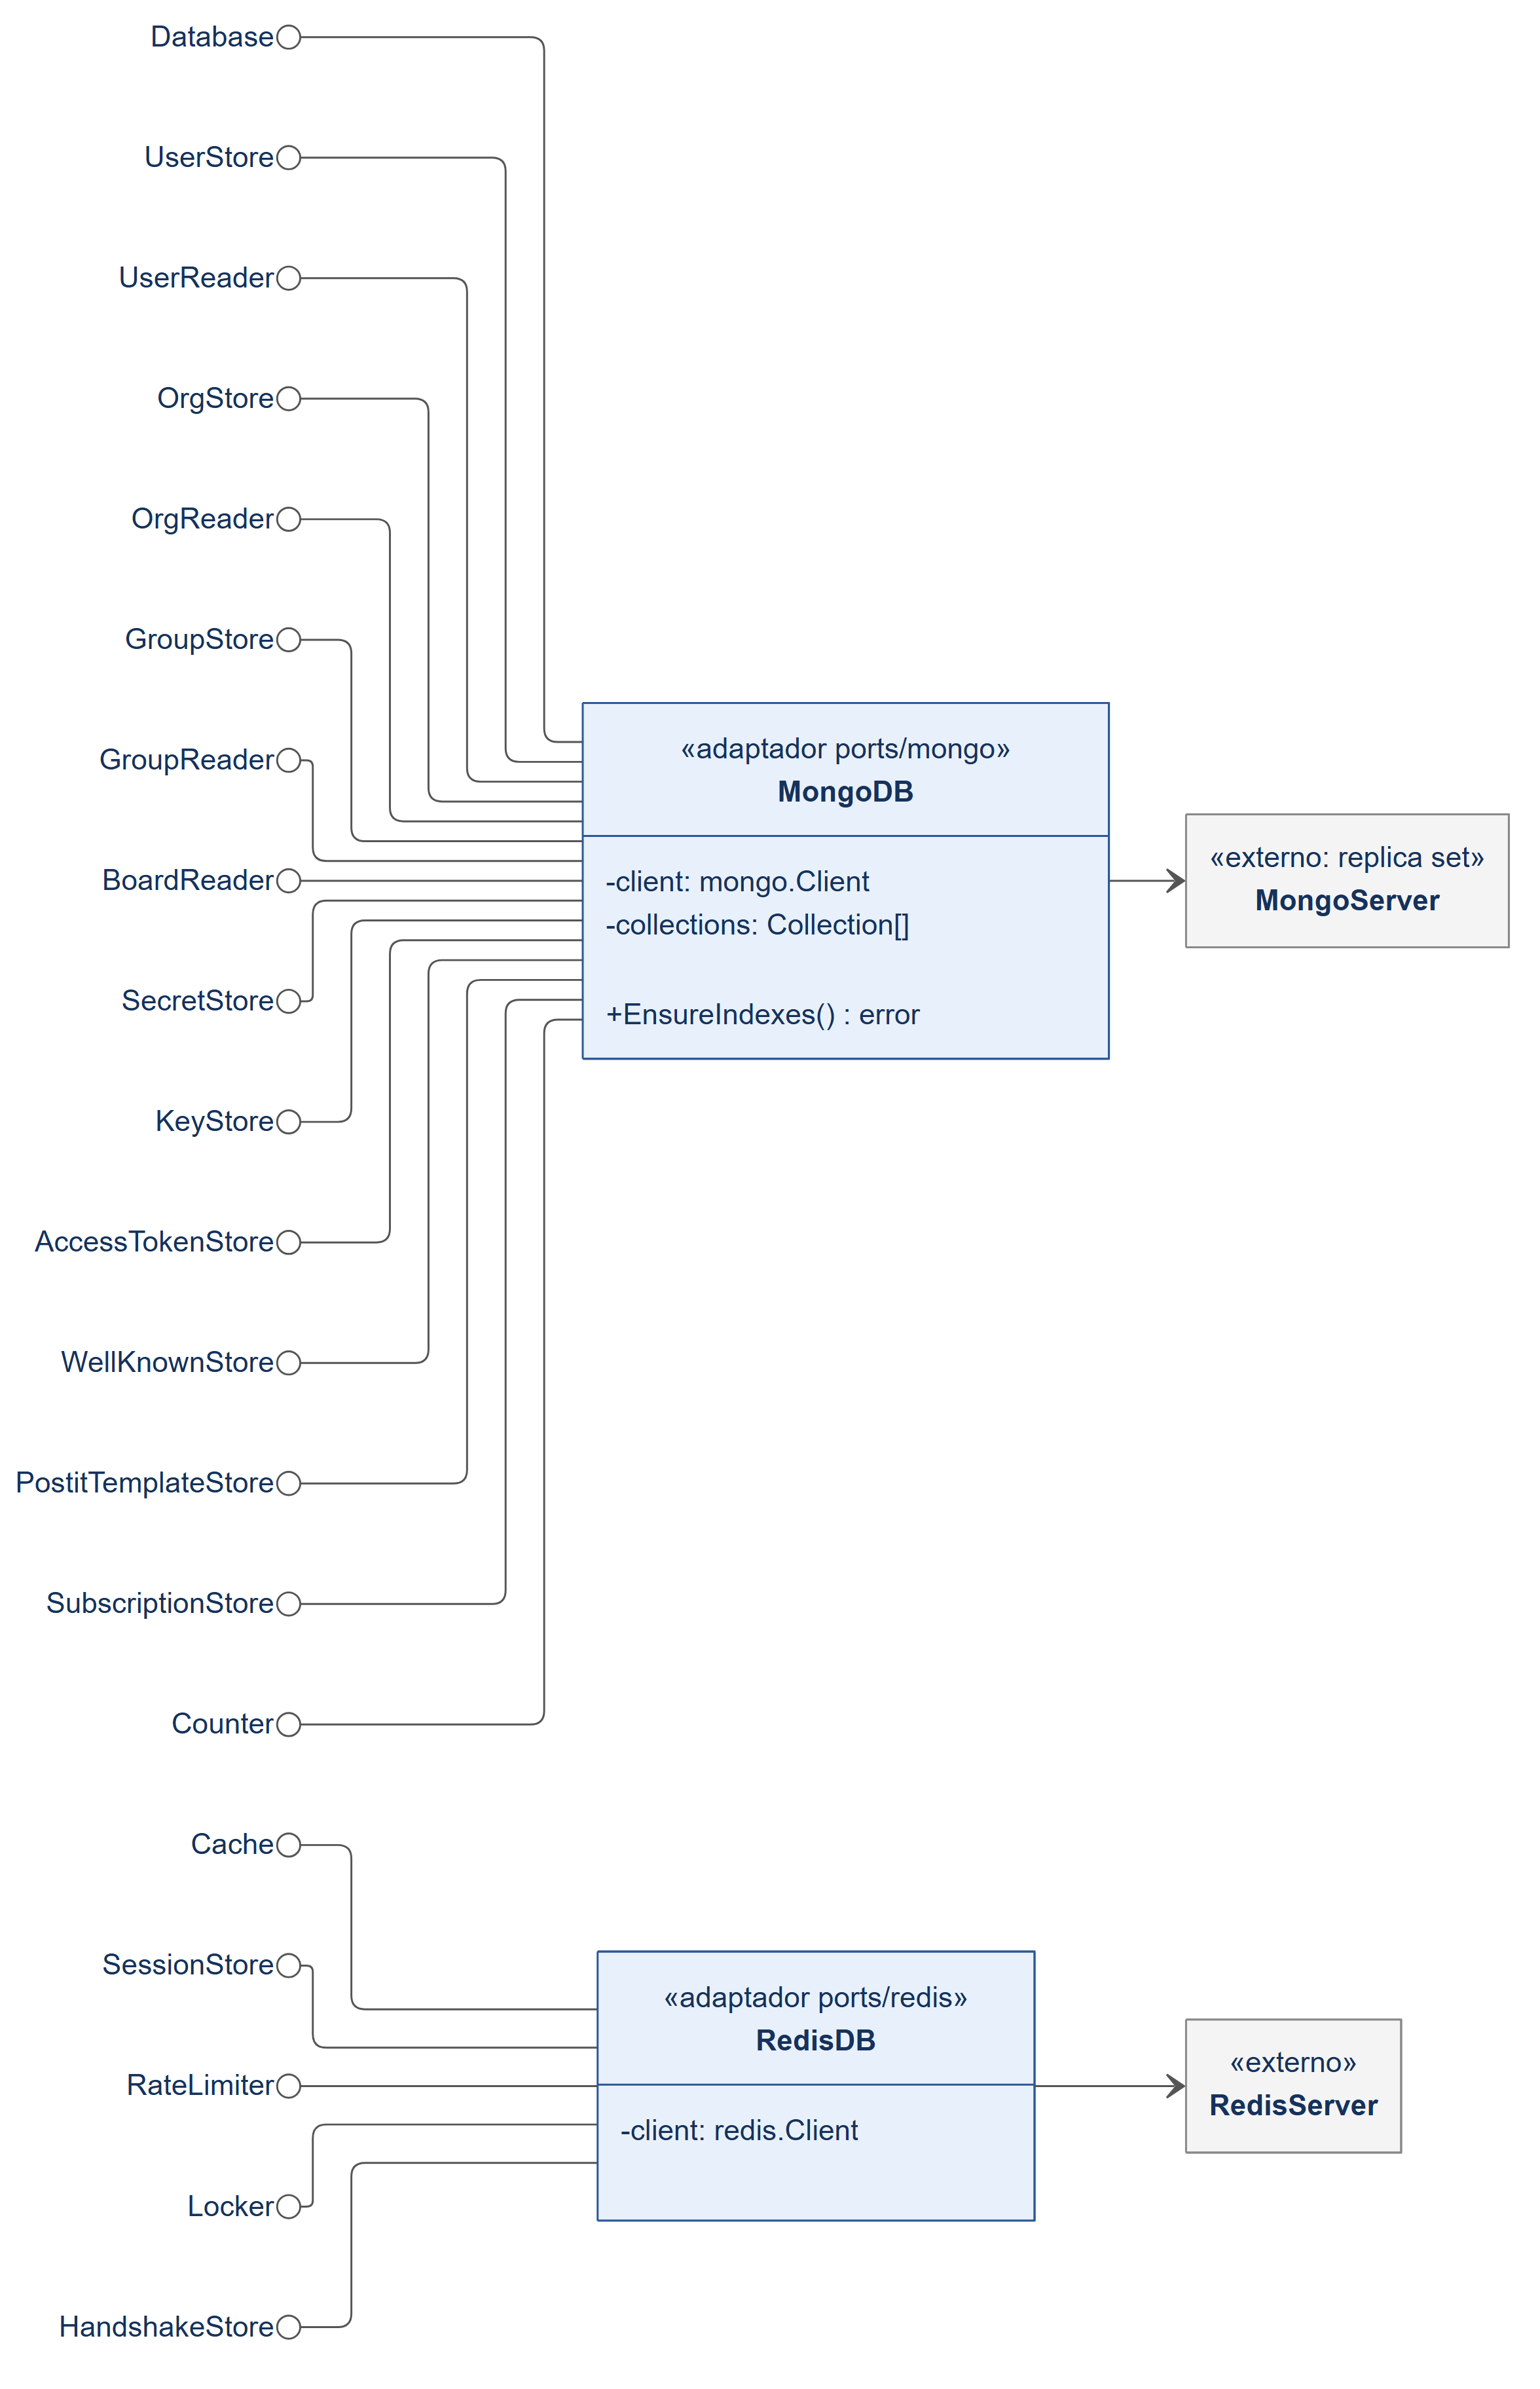 Database
UserStore
UserReader
OrgStore
OrgReader
GroupStore
GroupReader
BoardReader
SecretStore
KeyStore
AccessTokenStore
WellKnownStore
PostitTemplateStore
SubscriptionStore
Counter
«adaptador ports/mongo»
MongoDB
-client: mongo.Client
-collections: Collection[]
+EnsureIndexes() : error
«externo: replica set»
MongoServer
Cache
SessionStore
RateLimiter
Locker
HandshakeStore
«adaptador ports/redis»
RedisDB
-client: redis.Client
«externo»
RedisServer